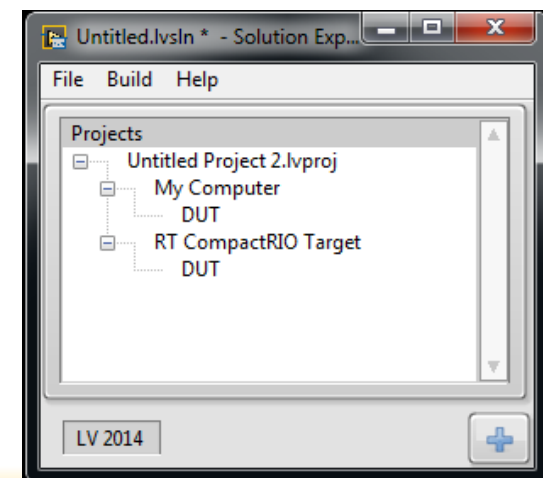 Untitled.lvsln * - Solution Exp...
File Build Help
Projects
Untitled Project 2.lvproj
My Computer
DUT
RT CompactRIO Target
DUT
LV 2014